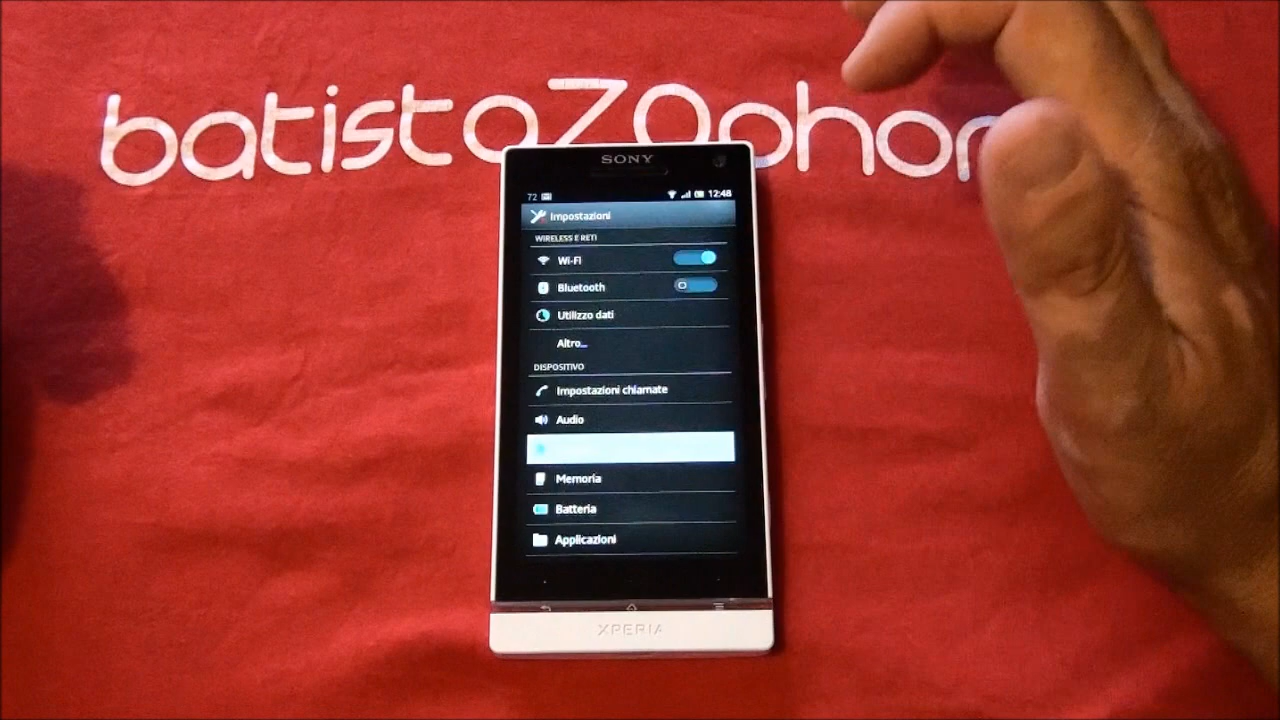 batista70phon
SONY
72 12:48
Impostazioni
WIRELESS E RETI
Wi-Fi
Bluetooth
Utilizzo dati
Altro...
DISPOSITIVO
Impostazioni chiamate
Audio
Memoria
Batteria
Applicazioni
XPERIA